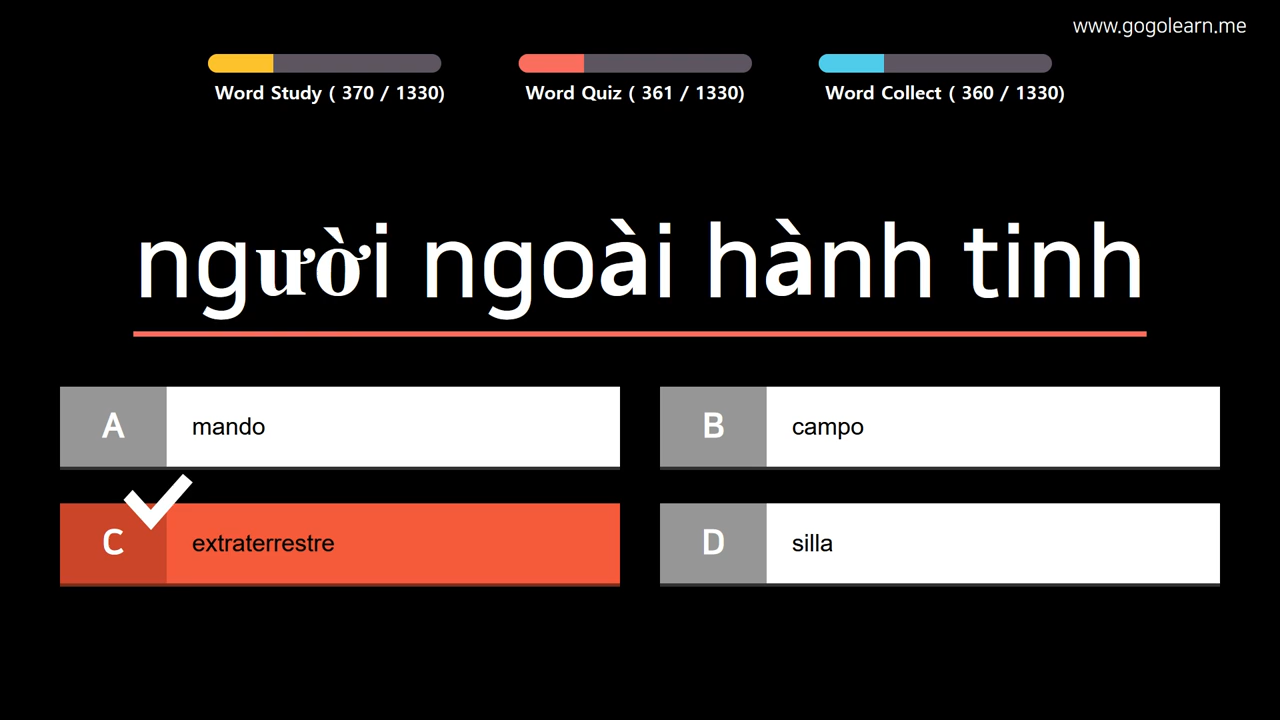 www.gogolearn.me
Word Study ( 370 / 1330)
Word Quiz ( 361 / 1330)
Word Collect ( 360 / 1330)
người ngoài hành tinh
A mando
B campo
C extraterrestre
D silla